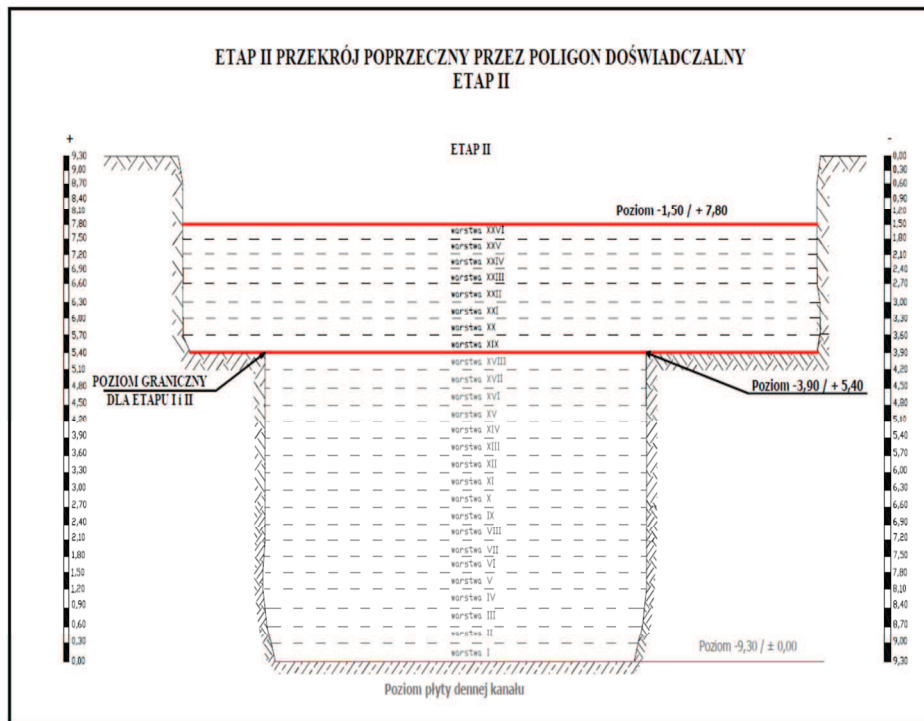 ETAP II PRZEKRÓJ POPRZECZNY PRZEZ POLIGON DOŚWIADCZALNY
ETAP II
ETAP II
+
9,30
9,00
8,70
8,40
8,10
7,80
7,50
7,20
6,90
6,60
6,30
6,00
5,70
5,40
5,10
4,80
4,50
4,20
3,90
3,60
3,30
3,00
2,70
2,40
2,10
1,80
1,50
1,20
0,90
0,60
0,30
0,00
Poziom -1,50 / + 7,80
warstwa XXVI
warstwa XXV
warstwa XXIV
warstwa XXIII
warstwa XXII
warstwa XXI
warstwa XX
warstwa XIX
warstwa XVIII
warstwa XVII
warstwa XVI
warstwa XV
warstwa XIV
warstwa XIII
warstwa XII
warstwa XI
warstwa X
warstwa IX
warstwa VIII
warstwa VII
warstwa VI
warstwa V
warstwa IV
warstwa III
warstwa II
warstwa I
POZIOM GRANICZNY
DLA ETAPU I i II
Poziom -3,90 / + 5,40
Poziom -9,30 / ± 0,00
Poziom płyty dennej kanału
-
0,00
0,30
0,60
0,90
1,20
1,50
1,80
2,10
2,40
2,70
3,00
3,30
3,60
3,90
4,20
4,50
4,80
5,10
5,40
5,70
6,00
6,30
6,60
6,90
7,20
7,50
7,80
8,10
8,40
8,70
9,00
9,30